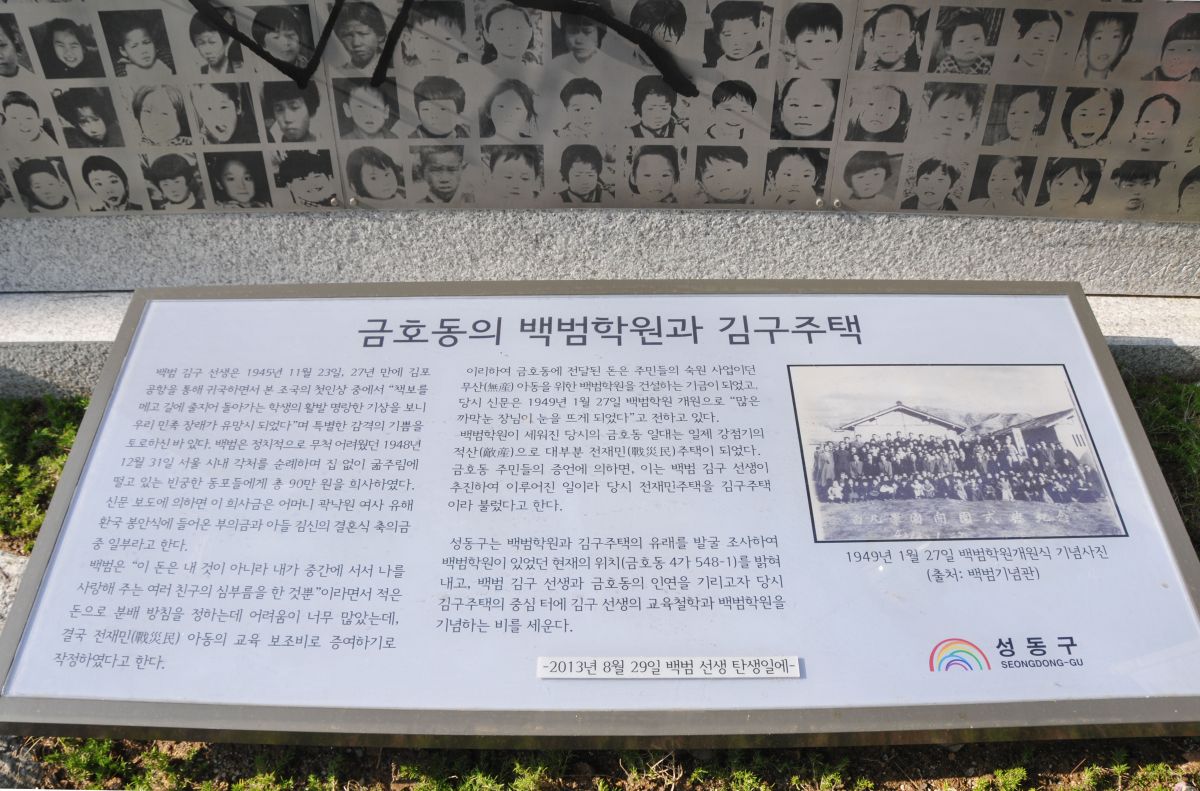 금호동의 백범학원과 김구주택
백범 김구 선생은 1945년 11월 23일, 27년 만에 김포
공항을 통해 귀국하면서 본 조국의 첫인상 중에서 "책보를
메고 길에 줄지어 돌아가는 학생의 활발 명랑한 기상을 보니
우리 민족 장래가 유망시 되었다"며 특별한 감격의 기쁨을
토로하신 바 있다. 백범은 정치적으로 무척 어려웠던 1948년
12월 31일 서울 시내 각처를 순례하며 집 없이 굶주림에
떨고 있는 빈궁한 동포들에게 총 90만 원을 희사하였다.
신문 보도에 의하면 이 희사금은 어머니 곽낙원 여사 유해
환국 봉안식에 들어온 부의금과 아들 김신의 결혼식 축의금
중 일부라고 한다.
백범은 "이 돈은 내 것이 아니라 내가 중간에 서서 나를
사랑해 주는 여러 친구의 심부름을 한 것뿐"이라면서 적은
돈으로 분배 방침을 정하는데 어려움이 너무 많았는데,
결국 전재민(戰災民) 아동의 교육 보조비로 증여하기로
작정하였다고 한다.
이리하여 금호동에 전달된 돈은 주민들의 숙원 사업이던
무산(無産) 아동을 위한 백범학원을 건설하는 기금이 되었고,
당시 신문은 1949년 1월 27일 백범학원 개원으로 "많은
까막눈 장님이 눈을 뜨게 되었다"고 전하고 있다.
백범학원이 세워진 당시의 금호동 일대는 일제 강점기의
적산(敵産)으로 대부분 전재민(戰災民)주택이 되었다.
금호동 주민들의 증언에 의하면, 이는 백범 김구 선생이
추진하여 이루어진 일이라 당시 전재민주택을 김구주택
이라 불렀다고 한다.
성동구는 백범학원과 김구주택의 유래를 발굴 조사하여
백범학원이 있었던 현재의 위치(금호동 4가 548-1)를 밝혀
내고, 백범 김구 선생과 금호동의 인연을 기리고자 당시
김구주택의 중심 터에 김구 선생의 교육철학과 백범학원을
기념하는 비를 세운다.
-2013년 8월 29일 백범 선생 탄생일에-
1949년 1월 27일 백범학원개원식 기념사진
(출처: 백범기념관)
성동구
SEONGDONG-GU